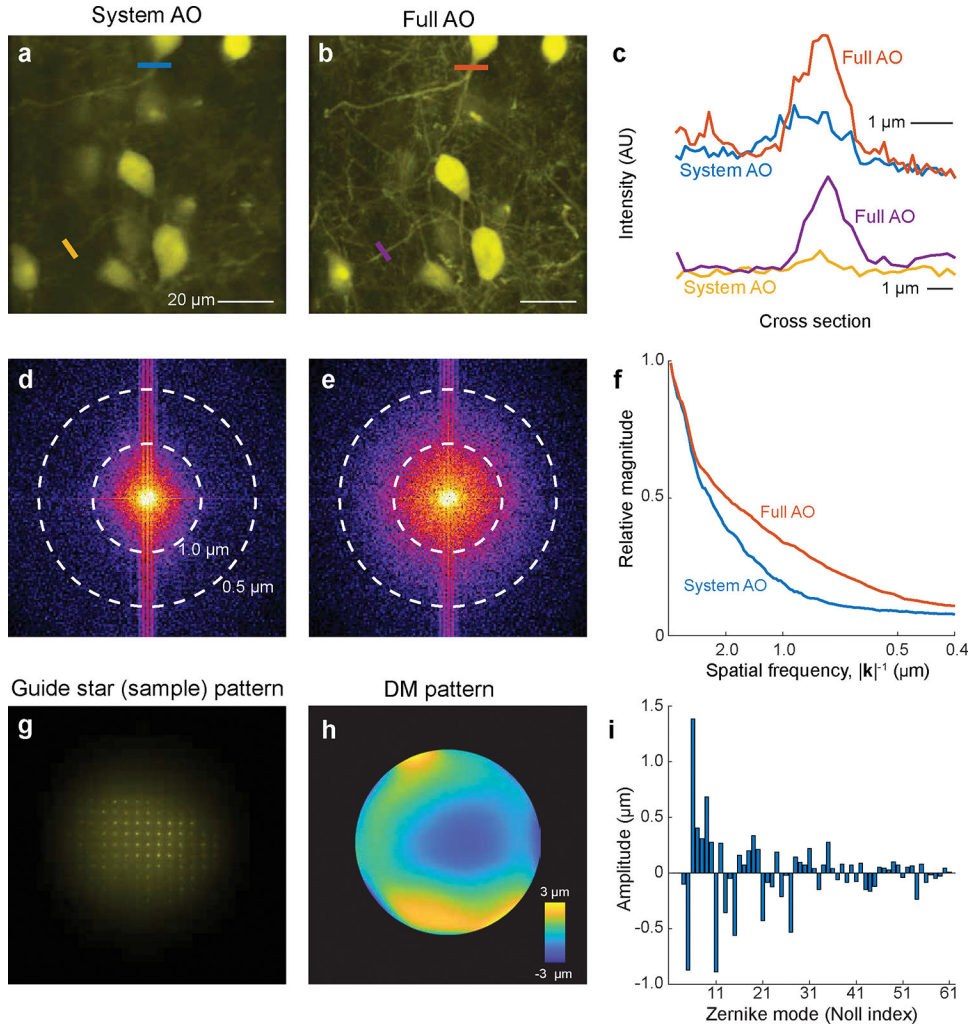 System AO
Full AO
a
20 µm
b
c
Full AO
1 µm
System AO
Full AO
System AO
1 µm
Intensity (AU)
Cross section
d
1.0 µm
0.5 µm
e
f
1.0
0.5
0
Full AO
System AO
Relative magnitude
2.0 1.0 0.5 0.4
Spatial frequency, |k|⁻¹ (µm)
Guide star (sample) pattern
DM pattern
g
h
3 µm
-3 µm
i
1.5
1.0
0.5
0
-0.5
-1.0
Amplitude (µm)
11 21 31 41 51 61
Zernike mode (Noll index)